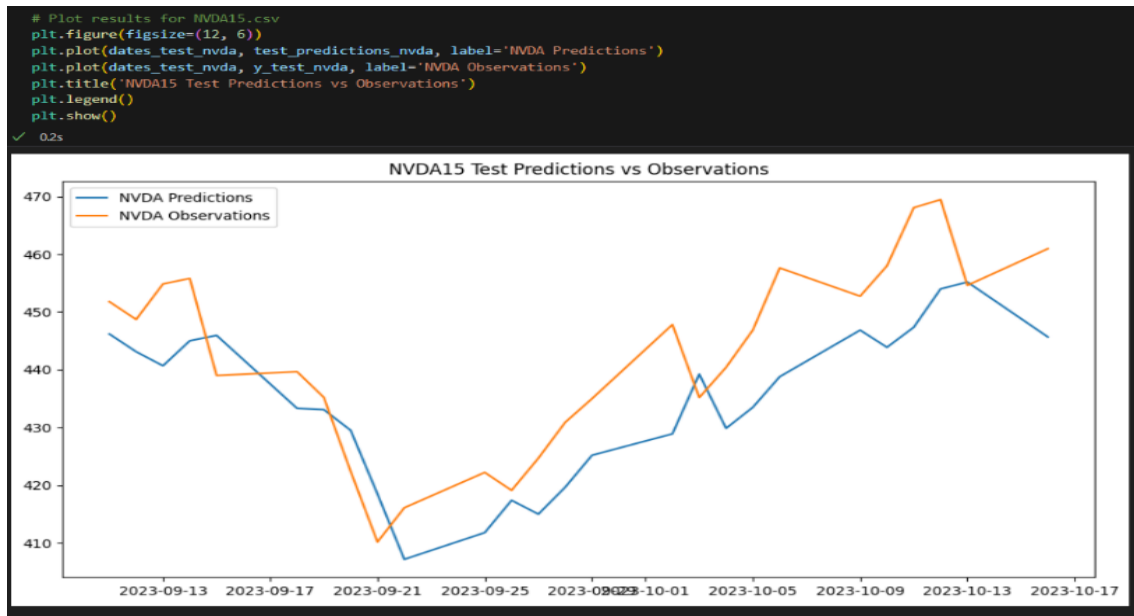 # Plot results for NVDA15.csv
plt.figure(figsize=(12, 6))
plt.plot(dates_test_nvda, test_predictions_nvda, label='NVDA Predictions')
plt.plot(dates_test_nvda, y_test_nvda, label='NVDA Observations')
plt.title('NVDA15 Test Predictions vs Observations')
plt.legend()
plt.show()
✓ 0.2s
NVDA15 Test Predictions vs Observations
NVDA Predictions
NVDA Observations
470
460
450
440
430
420
410
2023-09-13 2023-09-17 2023-09-21 2023-09-25 2023-09-29 2023-10-01 2023-10-05 2023-10-09 2023-10-13 2023-10-17